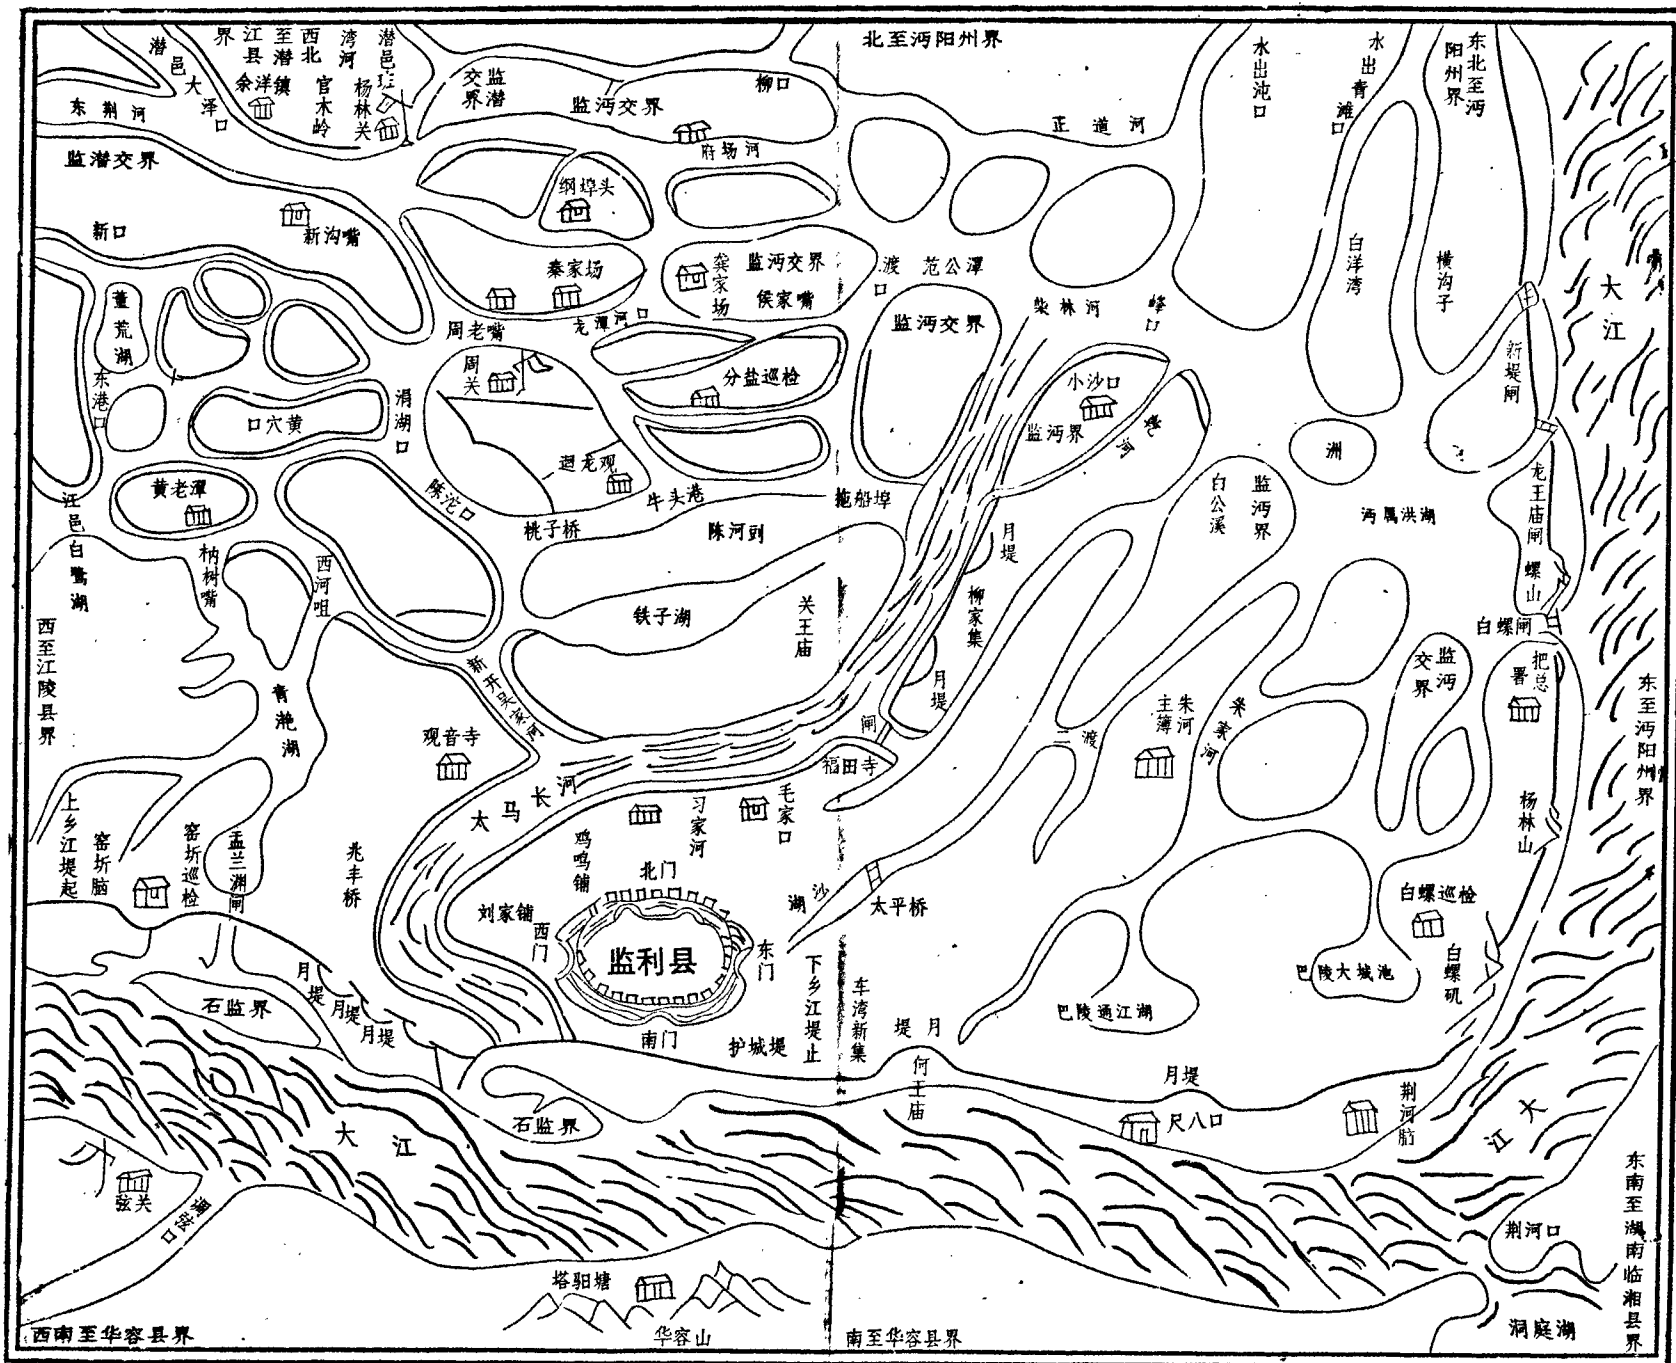 界江县至潜西北
湾河
潜邑
潜邑大泽口
东荆河
余洋镇
官木岭
杨林关
交界监潜
监沔交界
柳口
北至沔阳州界
水出沌口
水出青滩口
东北至沔阳州界
监潜交界
府场河
正道河
新口
新沟嘴
纲埠头
秦家场
龚家场
监沔交界
侯家嘴
渡口
范公潭
白洋湾
横沟子
大江
董荒湖
周老嘴
龙潭河口
监沔交界
柴林河
峰口
新堤闸
东港口
口穴黄
涓湖口
周关
分盐巡检
小沙口
监沔界
洲
黄老潭
陈沱口
迴龙观
牛头港
拖船埠
白公溪
监沔界
沔属洪湖
龙王庙闸
江邑白鹭湖
桃子桥
陈河到
月堤
螺山
西河咀
西至江陵县界
铁子湖
关王庙
柳家集
白螺闸
监沔交界
把总署
青滟湖
新开吴家河
月堤
东至沔阳州界
观音寺
闸
福田寺
二渡
朱河主簿
朱家河
太马长河
习家河
毛家口
杨林山
上乡江堤起
窑圻脑
窑圻巡检
孟兰渊闸
兆丰桥
鸡鸣铺
北门
沙湖
太平桥
白螺巡检
刘家铺
西门
监利县
东门
下乡江堤止
车湾新集
巴陵大城池
白螺矶
月堤
月堤
月堤
石监界
南门
护城堤
堤月
巴陵通江湖
何王庙
月堤
大江
石监界
尺八口
荆河脑
大江
弦关
调弦口
荆河口
东南至湖南临湘县界
塔驲塘
西南至华容县界
华容山
南至华容县界
洞庭湖